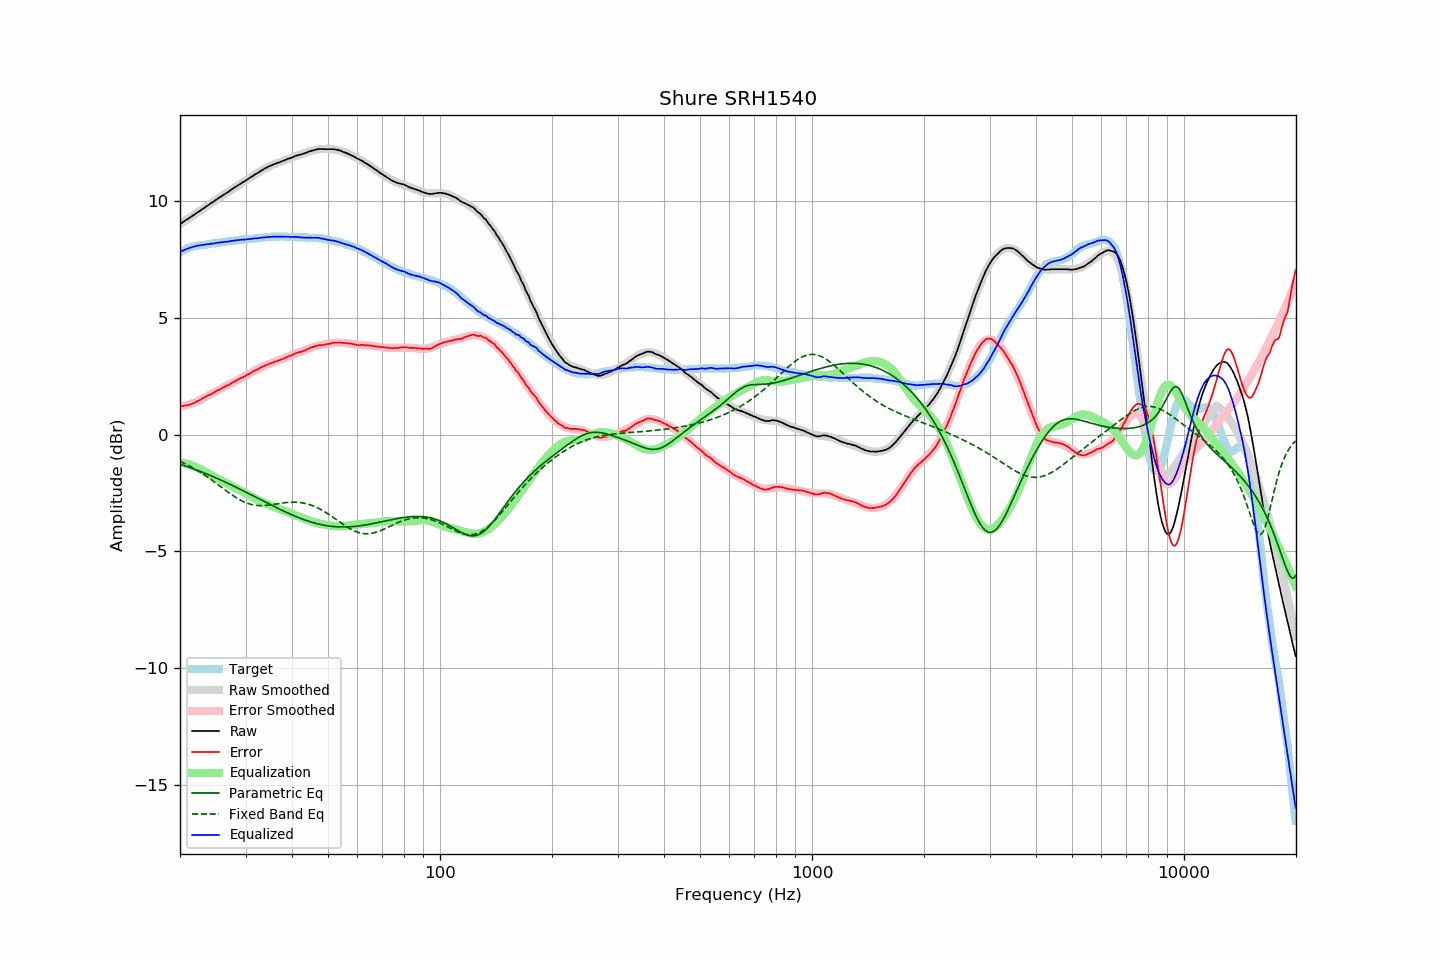 Shure SRH1540
Amplitude (dBr)
10
5
0
−5
−10
−15
Target
Raw Smoothed
Error Smoothed
Raw
Error
Equalization
Parametric Eq
Fixed Band Eq
Equalized
100
1000
10000
Frequency (Hz)